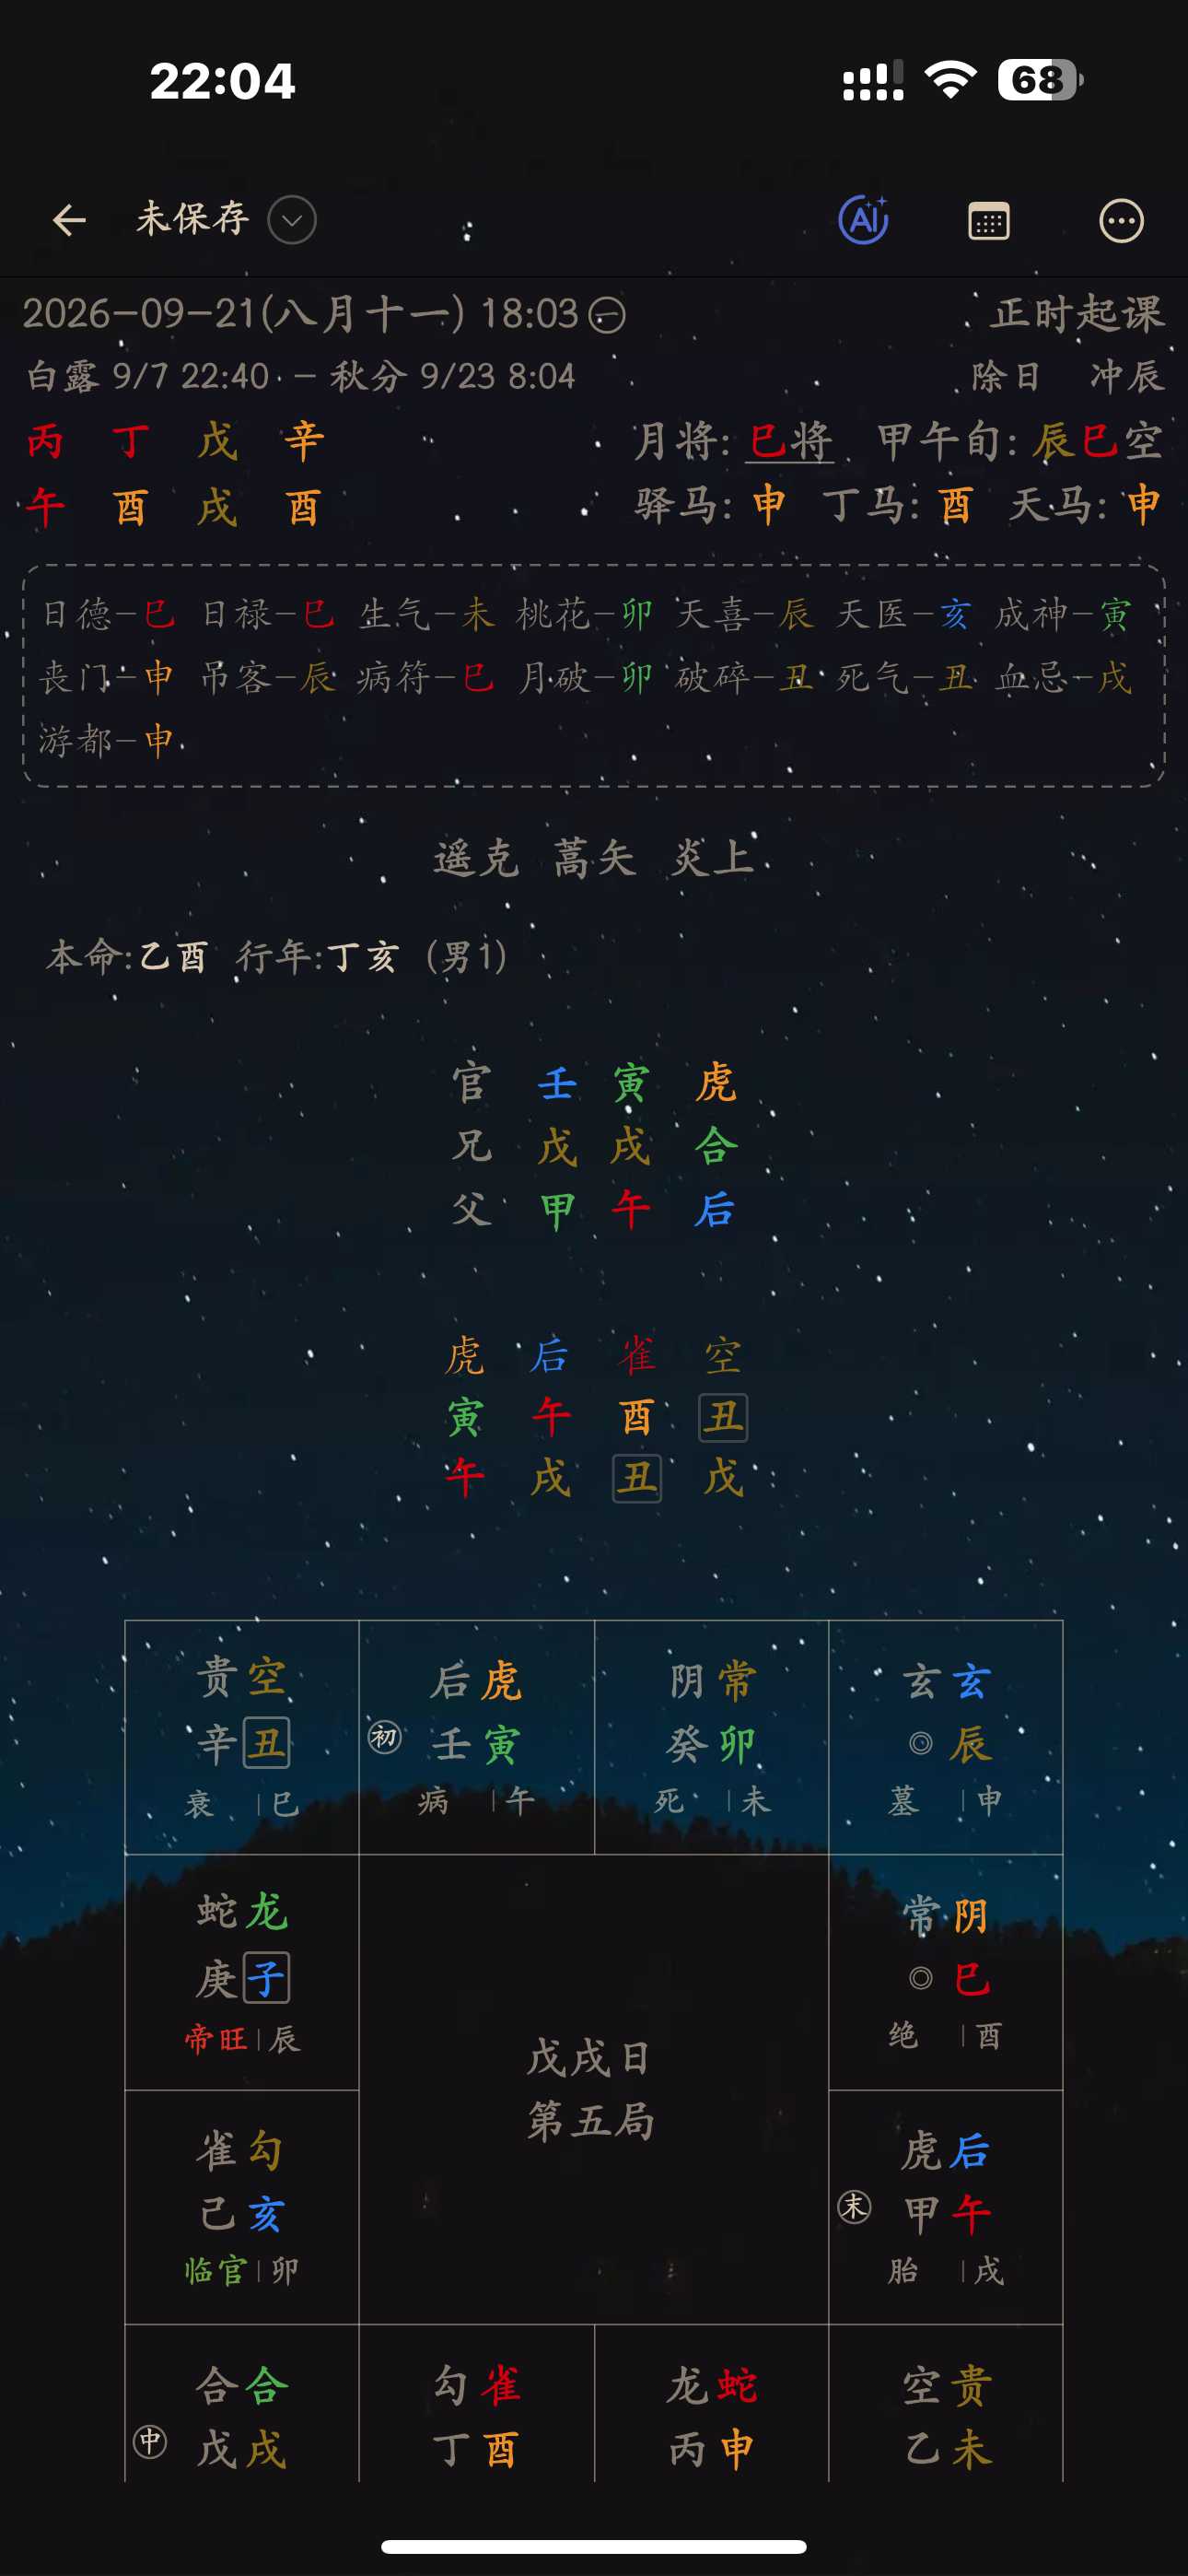 22:04 68
未保存 AI
2026-09-21(八月十一) 18:03 ㊀ 正时起课
白露 9/7 22:40 - 秋分 9/23 8:04 除日 冲辰
丙 丁 戊 辛 月将: 巳将 甲午旬: 辰巳空
午 酉 戌 酉 驿马: 申 丁马: 酉 天马: 申
日德-巳 日禄-巳 生气-未 桃花-卯 天喜-辰 天医-亥 成神-寅
丧门-申 吊客-辰 病符-巳 月破-卯 破碎-丑 死气-丑 血忌-戌
游都-申
遥克 蒿矢 炎上
本命:乙酉 行年:丁亥 (男1)
官 壬 寅 虎
兄 戊 戌 合
父 甲 午 后
虎 后 雀 空
寅 午 酉 丑
午 戌 丑 戊
贵空 后虎 阴常 玄玄
辛丑 初 壬寅 癸卯 ◎辰
衰 |巳 病 |午 死 |未 墓 |申
蛇龙 常阴
庚子 ◎巳
帝旺|辰 绝 |酉
戊戌日
第五局
雀勾 虎后
己亥 末 甲午
临官|卯 胎 |戌
合合 勾雀 龙蛇 空贵
中 戊戌 丁酉 丙申 乙未